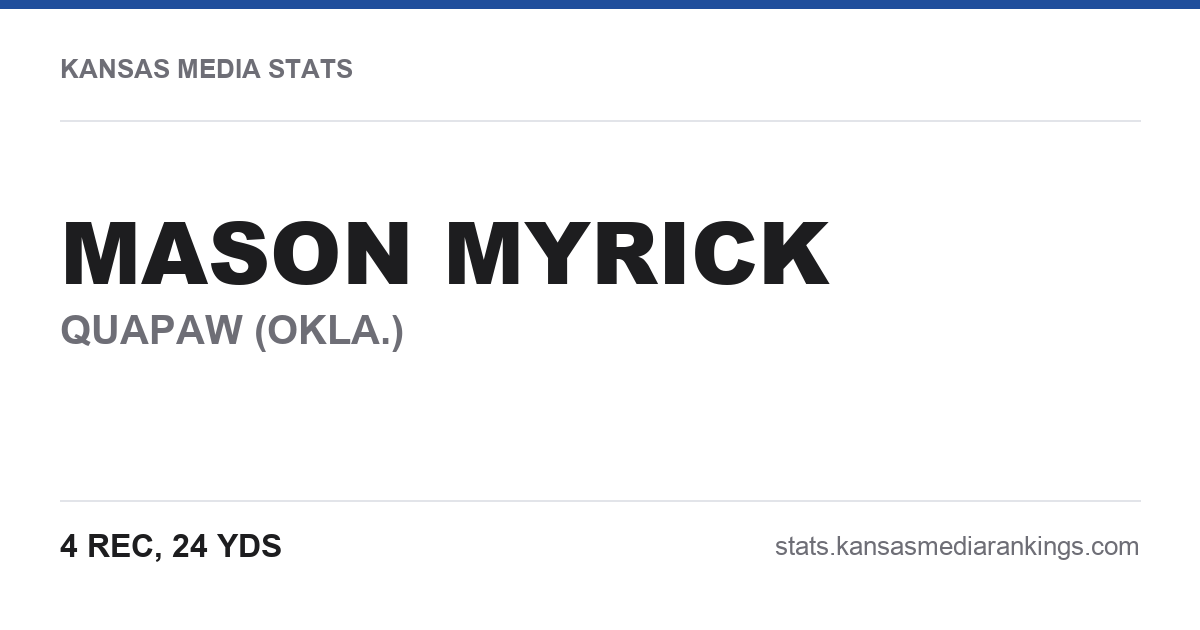 KANSAS MEDIA STATS
MASON MYRICK
QUAPAW (OKLA.)
4 REC, 24 YDS
stats.kansasmediarankings.com